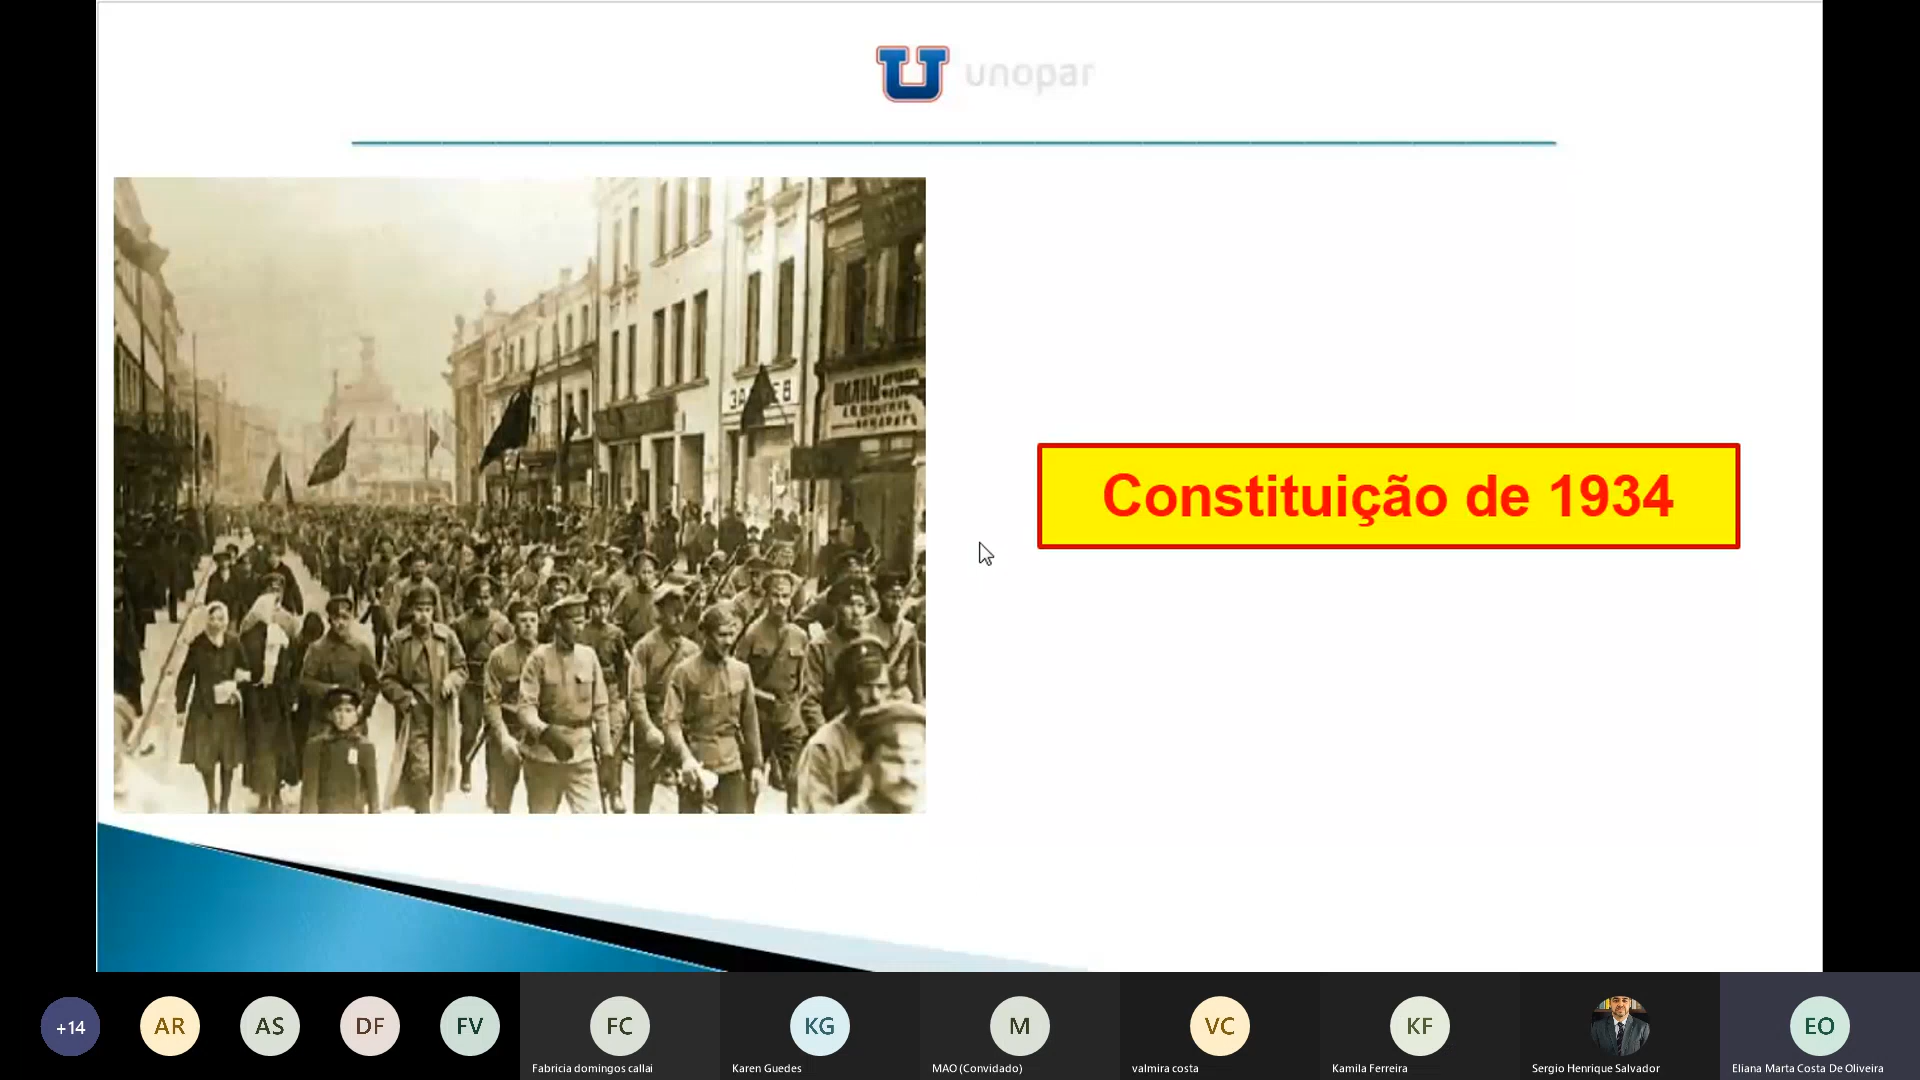 unopar
Constituição de 1934
+14
AR
AS
DF
FV
FC
KG
M
VC
KF
EO
Fabricia domingos callai
Karen Guedes
MAO (Convidado)
valmira costa
Kamila Ferreira
Sergio Henrique Salvador
Eliana Marta Costa De Oliveira